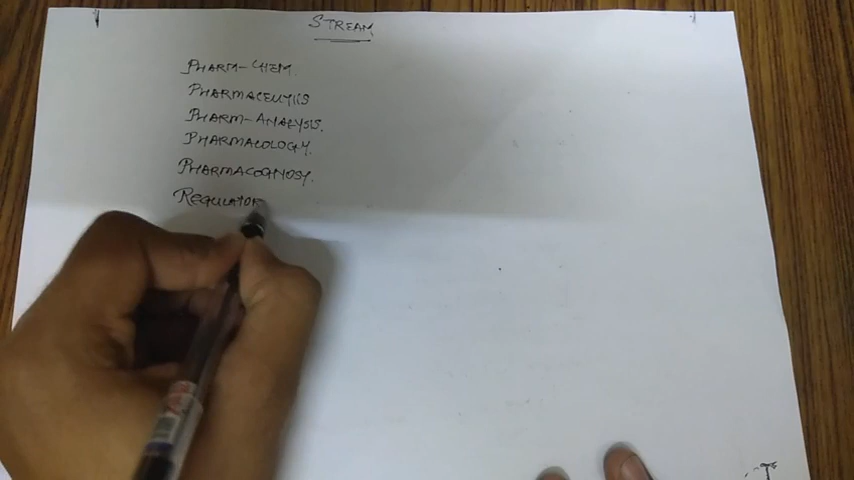 STREAM
PHARM-CHEM
PHARMACEUTICS
PHARM-ANALYSIS.
PHARMACOLOGY.
PHARMACOGNOSY.
REGULATOR